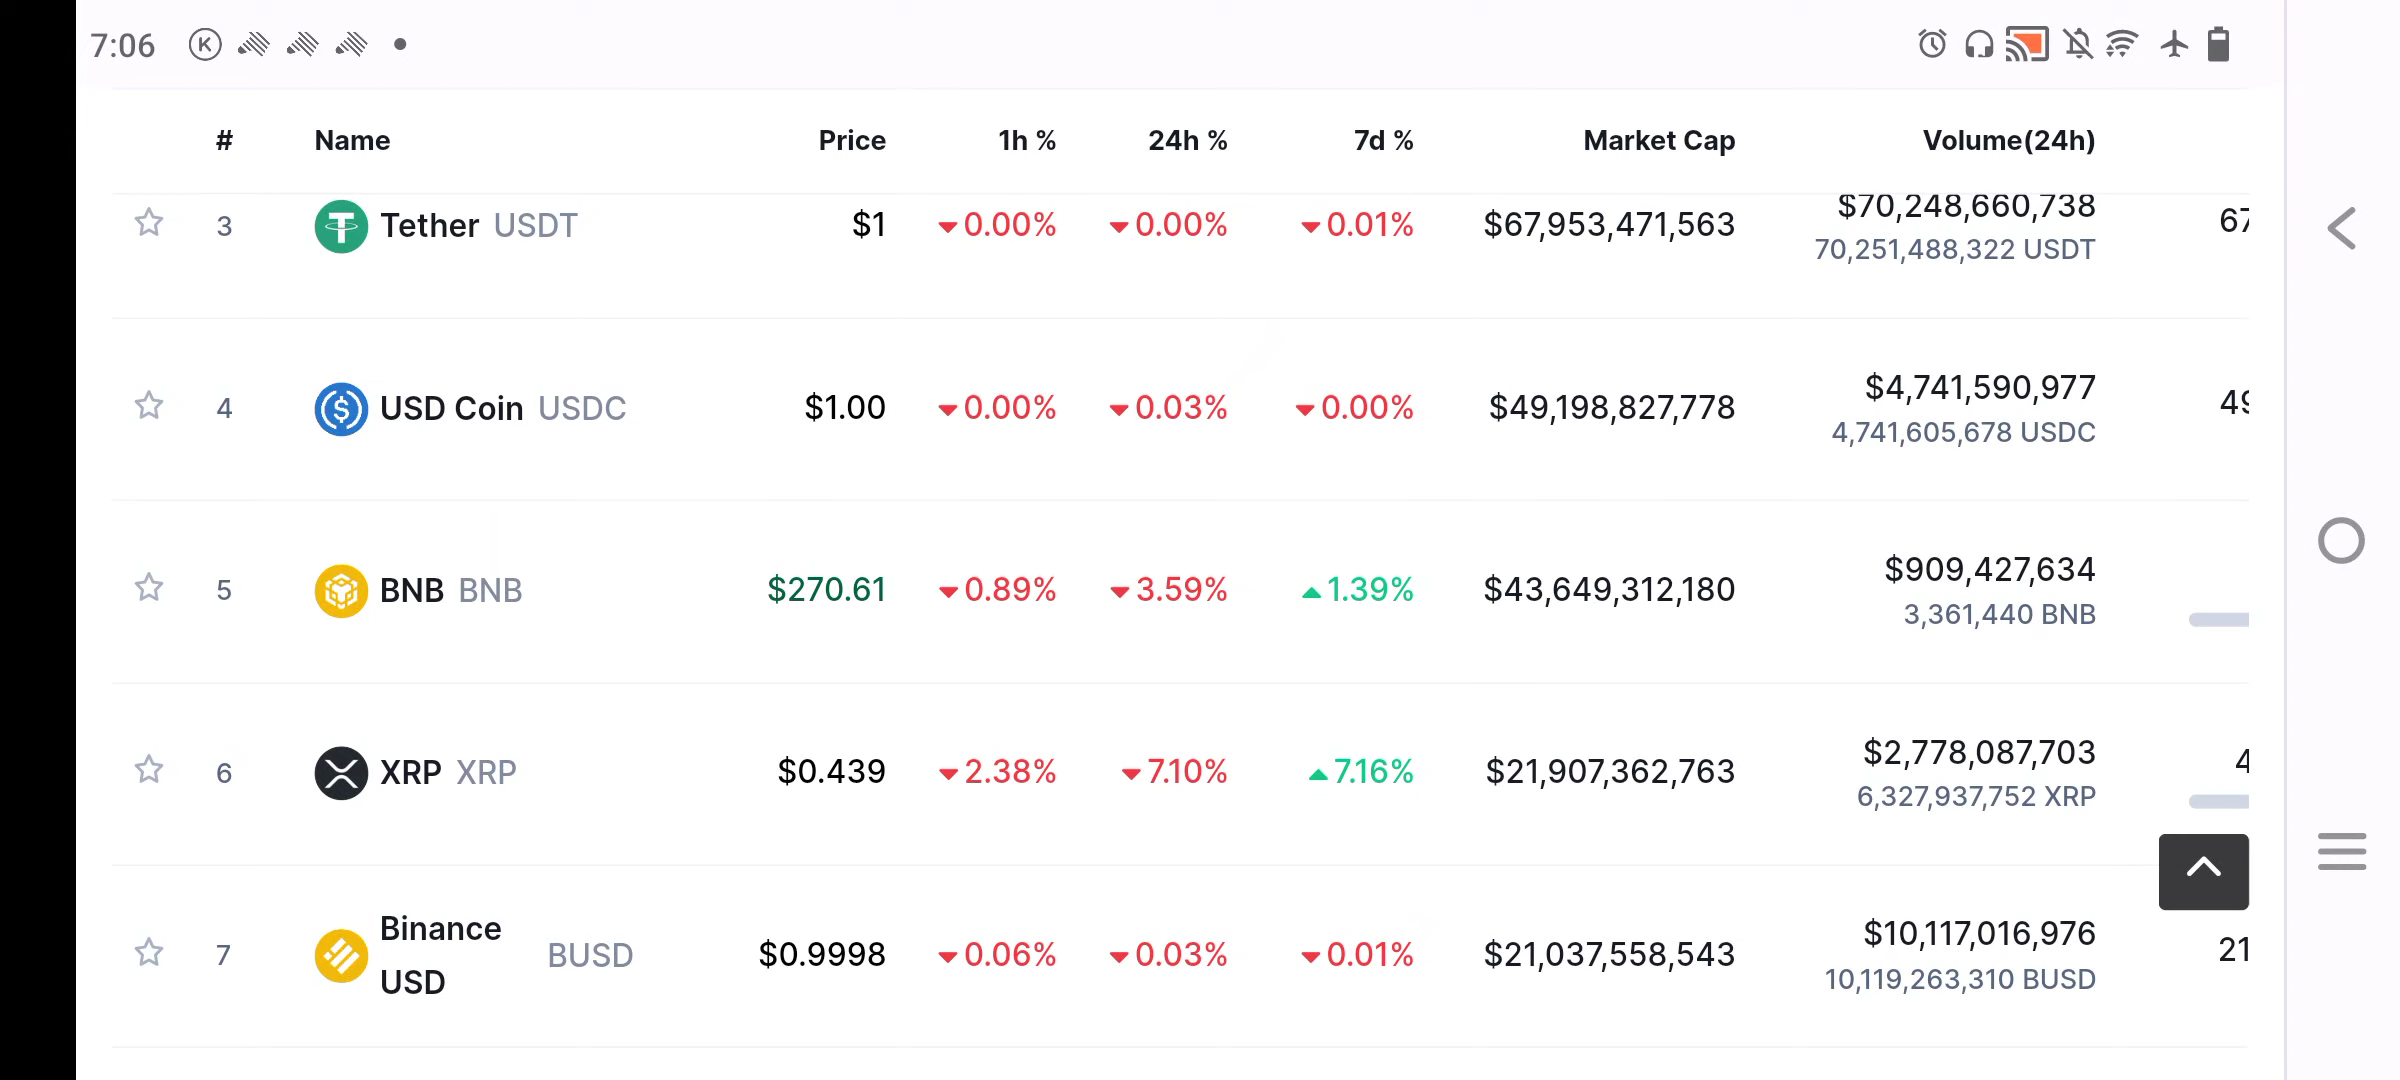 7:06
# Name Price 1h % 24h % 7d % Market Cap Volume(24h)
3 Tether USDT $1 0.00% 0.00% 0.01% $67,953,471,563 $70,248,660,738
70,251,488,322 USDT
4 USD Coin USDC $1.00 0.00% 0.03% 0.00% $49,198,827,778 $4,741,590,977
4,741,605,678 USDC
5 BNB BNB $270.61 0.89% 3.59% 1.39% $43,649,312,180 $909,427,634
3,361,440 BNB
6 XRP XRP $0.439 2.38% 7.10% 7.16% $21,907,362,763 $2,778,087,703 4
6,327,937,752 XRP
7 Binance USD BUSD $0.9998 0.06% 0.03% 0.01% $21,037,558,543 $10,117,016,976 21
10,119,263,310 BUSD